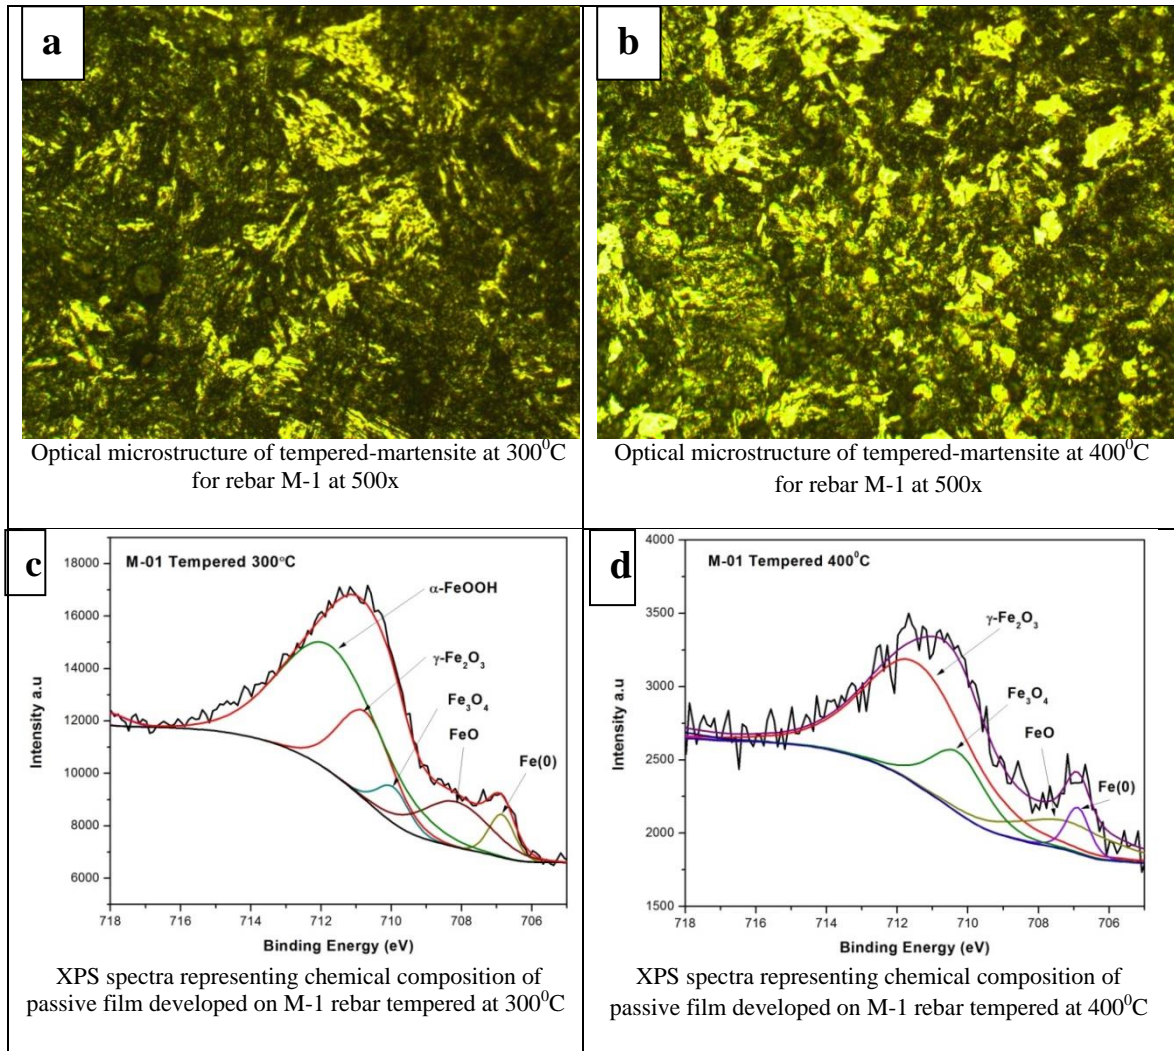 a
b
Optical microstructure of tempered-martensite at 300⁰C
for rebar M-1 at 500x
Optical microstructure of tempered-martensite at 400⁰C
for rebar M-1 at 500x
c
M-01 Tempered 300°C
α-FeOOH
γ-Fe₂O₃
Fe₃O₄
FeO
Fe(0)
18000
16000
14000
12000
10000
8000
6000
Intensity a.u
718 716 714 712 710 708 706
Binding Energy (eV)
XPS spectra representing chemical composition of
passive film developed on M-1 rebar tempered at 300⁰C
d
M-01 Tempered 400⁰C
γ-Fe₂O₃
Fe₃O₄
FeO
Fe(0)
4000
3500
3000
2500
2000
1500
Intensity a.u
718 716 714 712 710 708 706
Binding Energy (eV)
XPS spectra representing chemical composition of
passive film developed on M-1 rebar tempered at 400⁰C